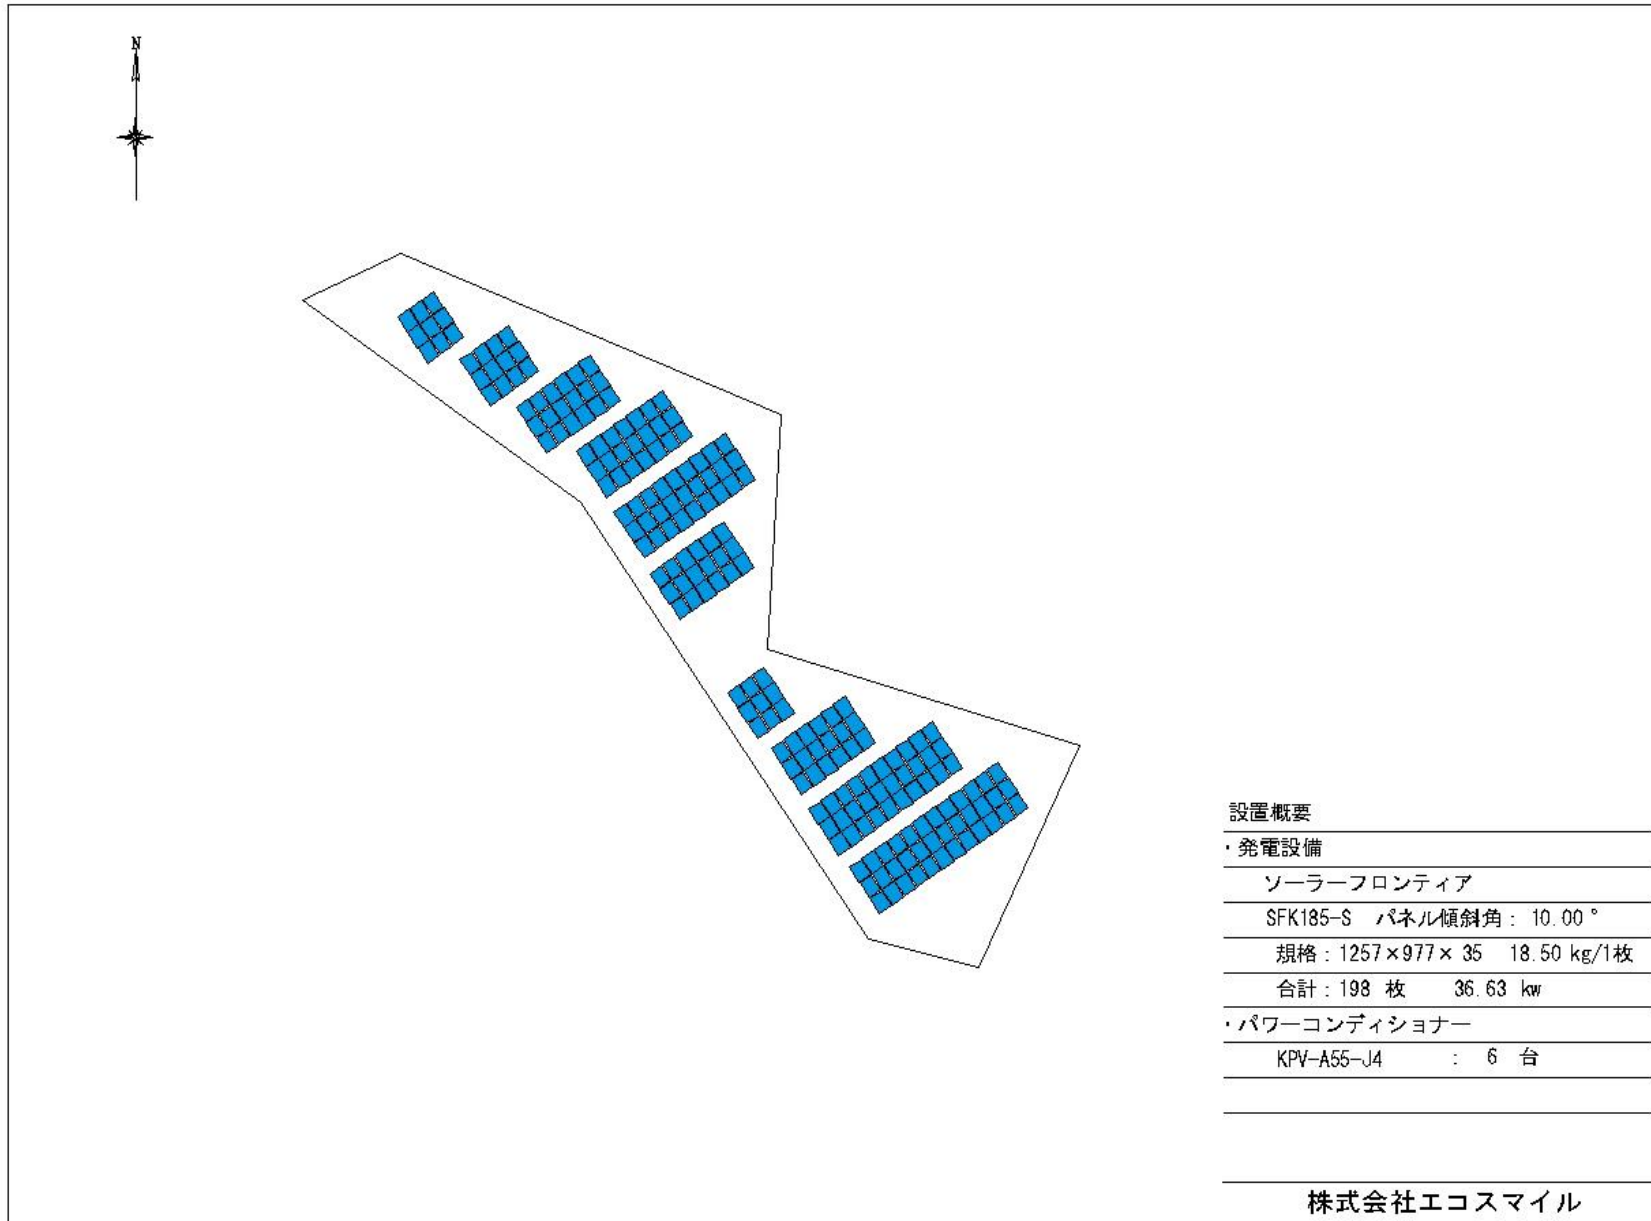 N
設置概要
・発電設備
ソーラーフロンティア
SFK185-S パネル傾斜角: 10.00°
規格:1257×977× 35 18.50 kg/1枚
合計:198 枚 36.63 kw
・パワーコンディショナー
KPV-A55-J4 : 6 台
株式会社エコスマイル